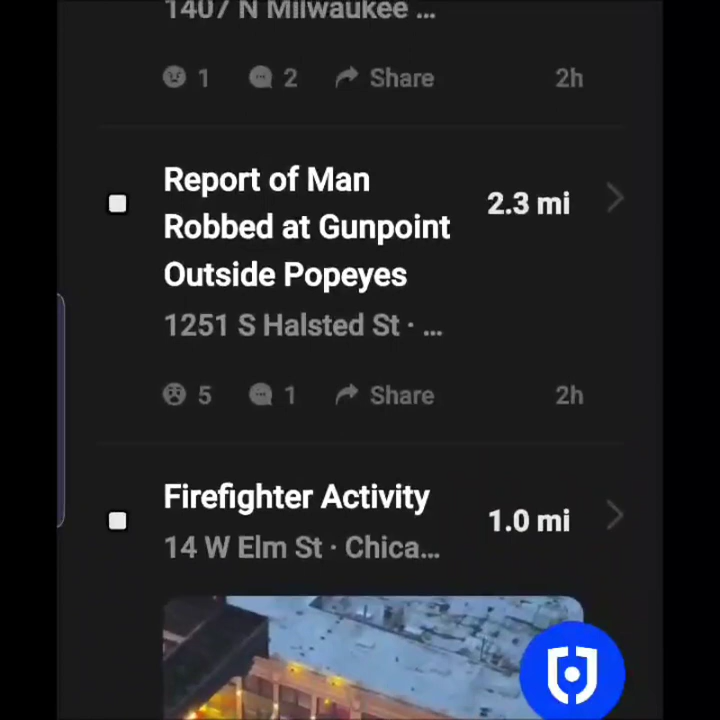 1407 N Milwaukee ...
1 2 Share 2h
Report of Man
Robbed at Gunpoint
Outside Popeyes
2.3 mi
1251 S Halsted St · ...
5 1 Share 2h
Firefighter Activity
1.0 mi
14 W Elm St · Chica...